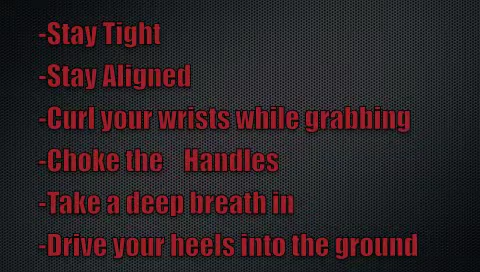 -Stay Tight
-Stay Aligned
-Curl your wrists while grabbing
-Choke the Handles
-Take a deep breath in
-Drive your heels into the ground